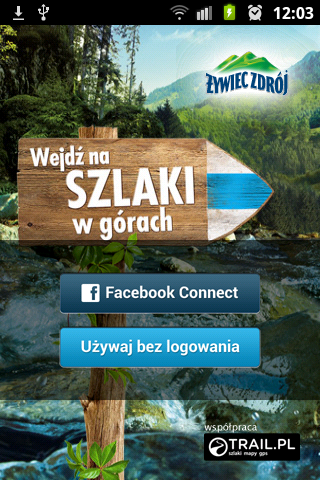 12:03
ŻYWIEC ZDRÓJ
Wejdź na
SZLAKI
w górach
f Facebook Connect
Używaj bez logowania
współpraca
TRAIL.PL
szlaki mapy gps